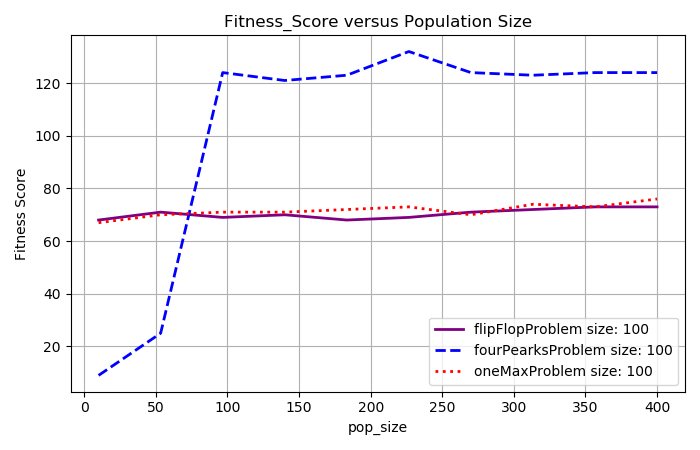 Fitness_Score versus Population Size
Fitness Score
120
100
80
60
40
20
0
50
100
150
200
250
300
350
400
pop_size
flipFlopProblem size: 100
fourPearksProblem size: 100
oneMaxProblem size: 100